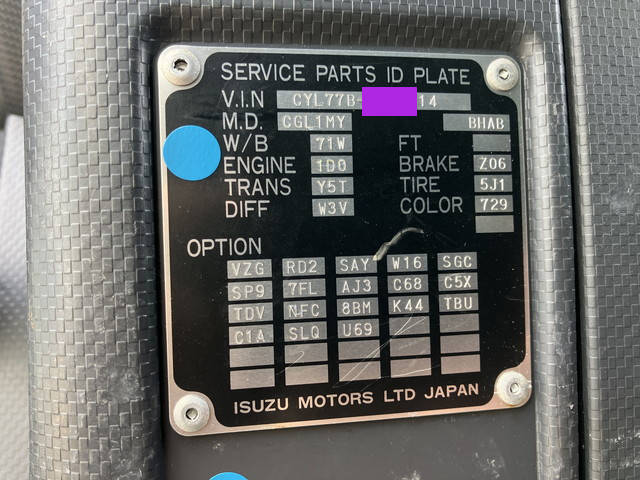 SERVICE PARTS ID PLATE
V.I.N CYL77B- 14
M.D. CGL1MY BHAB
W/B 71W FT
ENGINE 1D0 BRAKE Z06
TRANS Y5T TIRE 5J1
DIFF W3V COLOR 729
OPTION
VZG RD2 SAY W16 SGC
SP9 7FL AJ3 C68 C5X
TDV NFC 8BM K44 TBU
C1A SLQ U69
ISUZU MOTORS LTD JAPAN